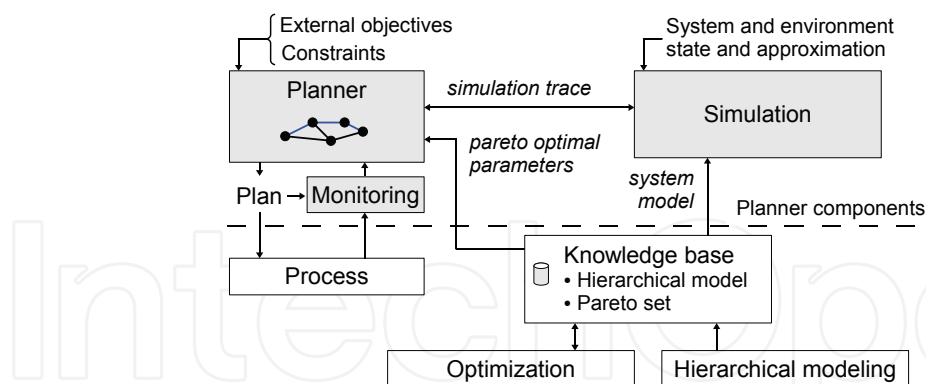 External objectives
Constraints
System and environment
state and approximation
Planner
simulation trace
Simulation
pareto optimal
parameters
Plan
Monitoring
system
model
Planner components
Process
Knowledge base
• Hierarchical model
• Pareto set
Optimization
Hierarchical modeling